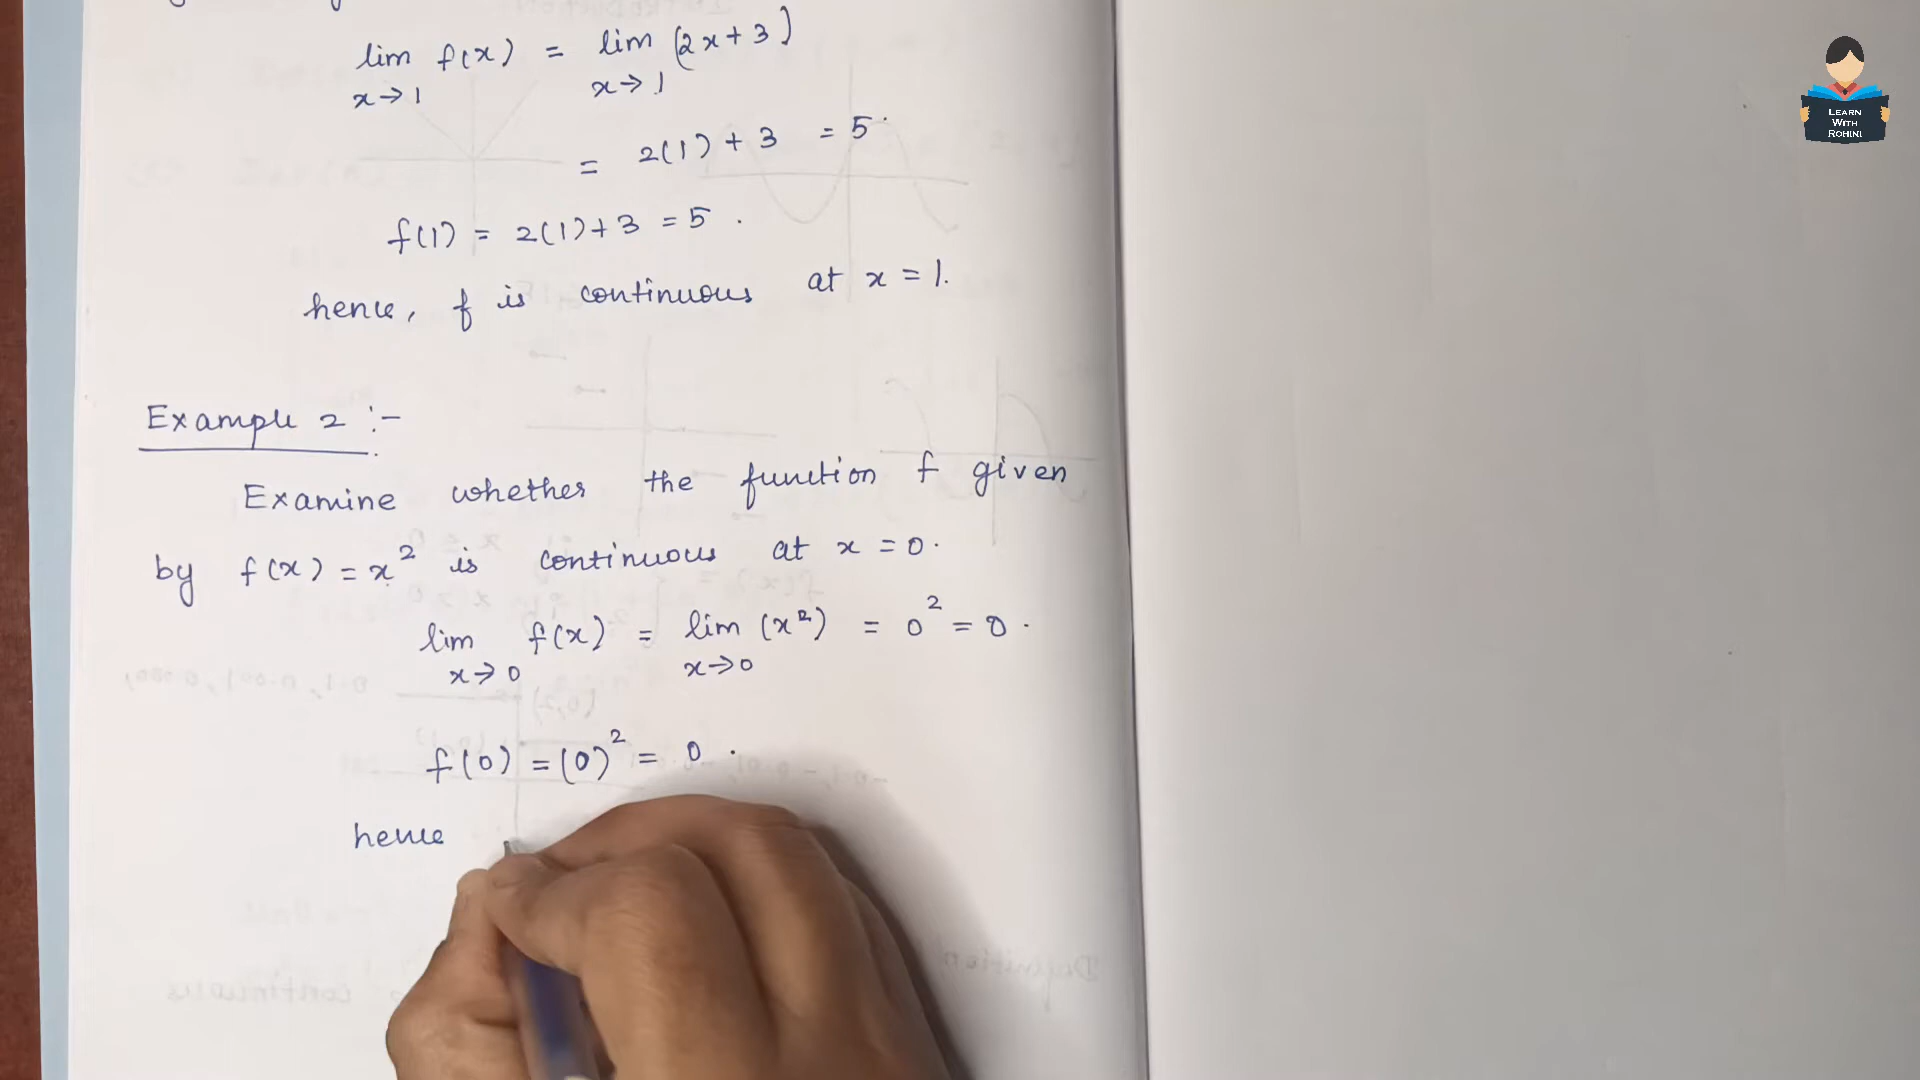 lim f(x) = lim (2x+3)
x→1 x→1
= 2(1) + 3 = 5.
f(1) = 2(1)+3 = 5.
hence, f is continuous at x = 1.
Example 2 :-
Examine whether the function f given
by f(x) = x² is continuous at x = 0.
lim f(x) = lim (x²) = 0² = 0.
x→0 x→0
f(0) = (0)² = 0.
hence
LEARN
WITH
ROHINI